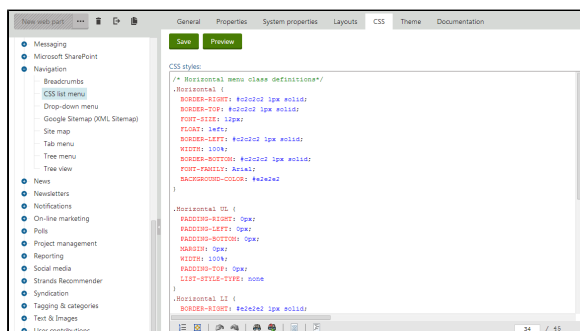 New web part
General Properties System properties Layouts CSS Theme Documentation
Messaging
Microsoft SharePoint
Navigation
Breadcrumbs
CSS list menu
Drop-down menu
Google Sitemap (XML Sitemap)
Site map
Tab menu
Tree menu
Tree view
News
Newsletters
Notifications
On-line marketing
Polls
Project management
Reporting
Social media
Strands Recommender
Syndication
Tagging & categories
Text & Images
User contributions
Save Preview
CSS styles:
/* Horizontal menu class definitions*/
.Horizontal {
BORDER-RIGHT: #c2c2c2 1px solid;
BORDER-TOP: #c2c2c2 1px solid;
FONT-SIZE: 12px;
FLOAT: left;
BORDER-LEFT: #c2c2c2 1px solid;
WIDTH: 100%;
BORDER-BOTTOM: #c2c2c2 1px solid;
FONT-FAMILY: Arial;
BACKGROUND-COLOR: #e2e2e2
}
.Horizontal UL {
PADDING-RIGHT: 0px;
PADDING-LEFT: 0px;
PADDING-BOTTOM: 0px;
MARGIN: 0px;
WIDTH: 100%;
PADDING-TOP: 0px;
LIST-STYLE-TYPE: none
}
.Horizontal LI {
BORDER-RIGHT: #e2e2e2 1px solid;
34 / 45